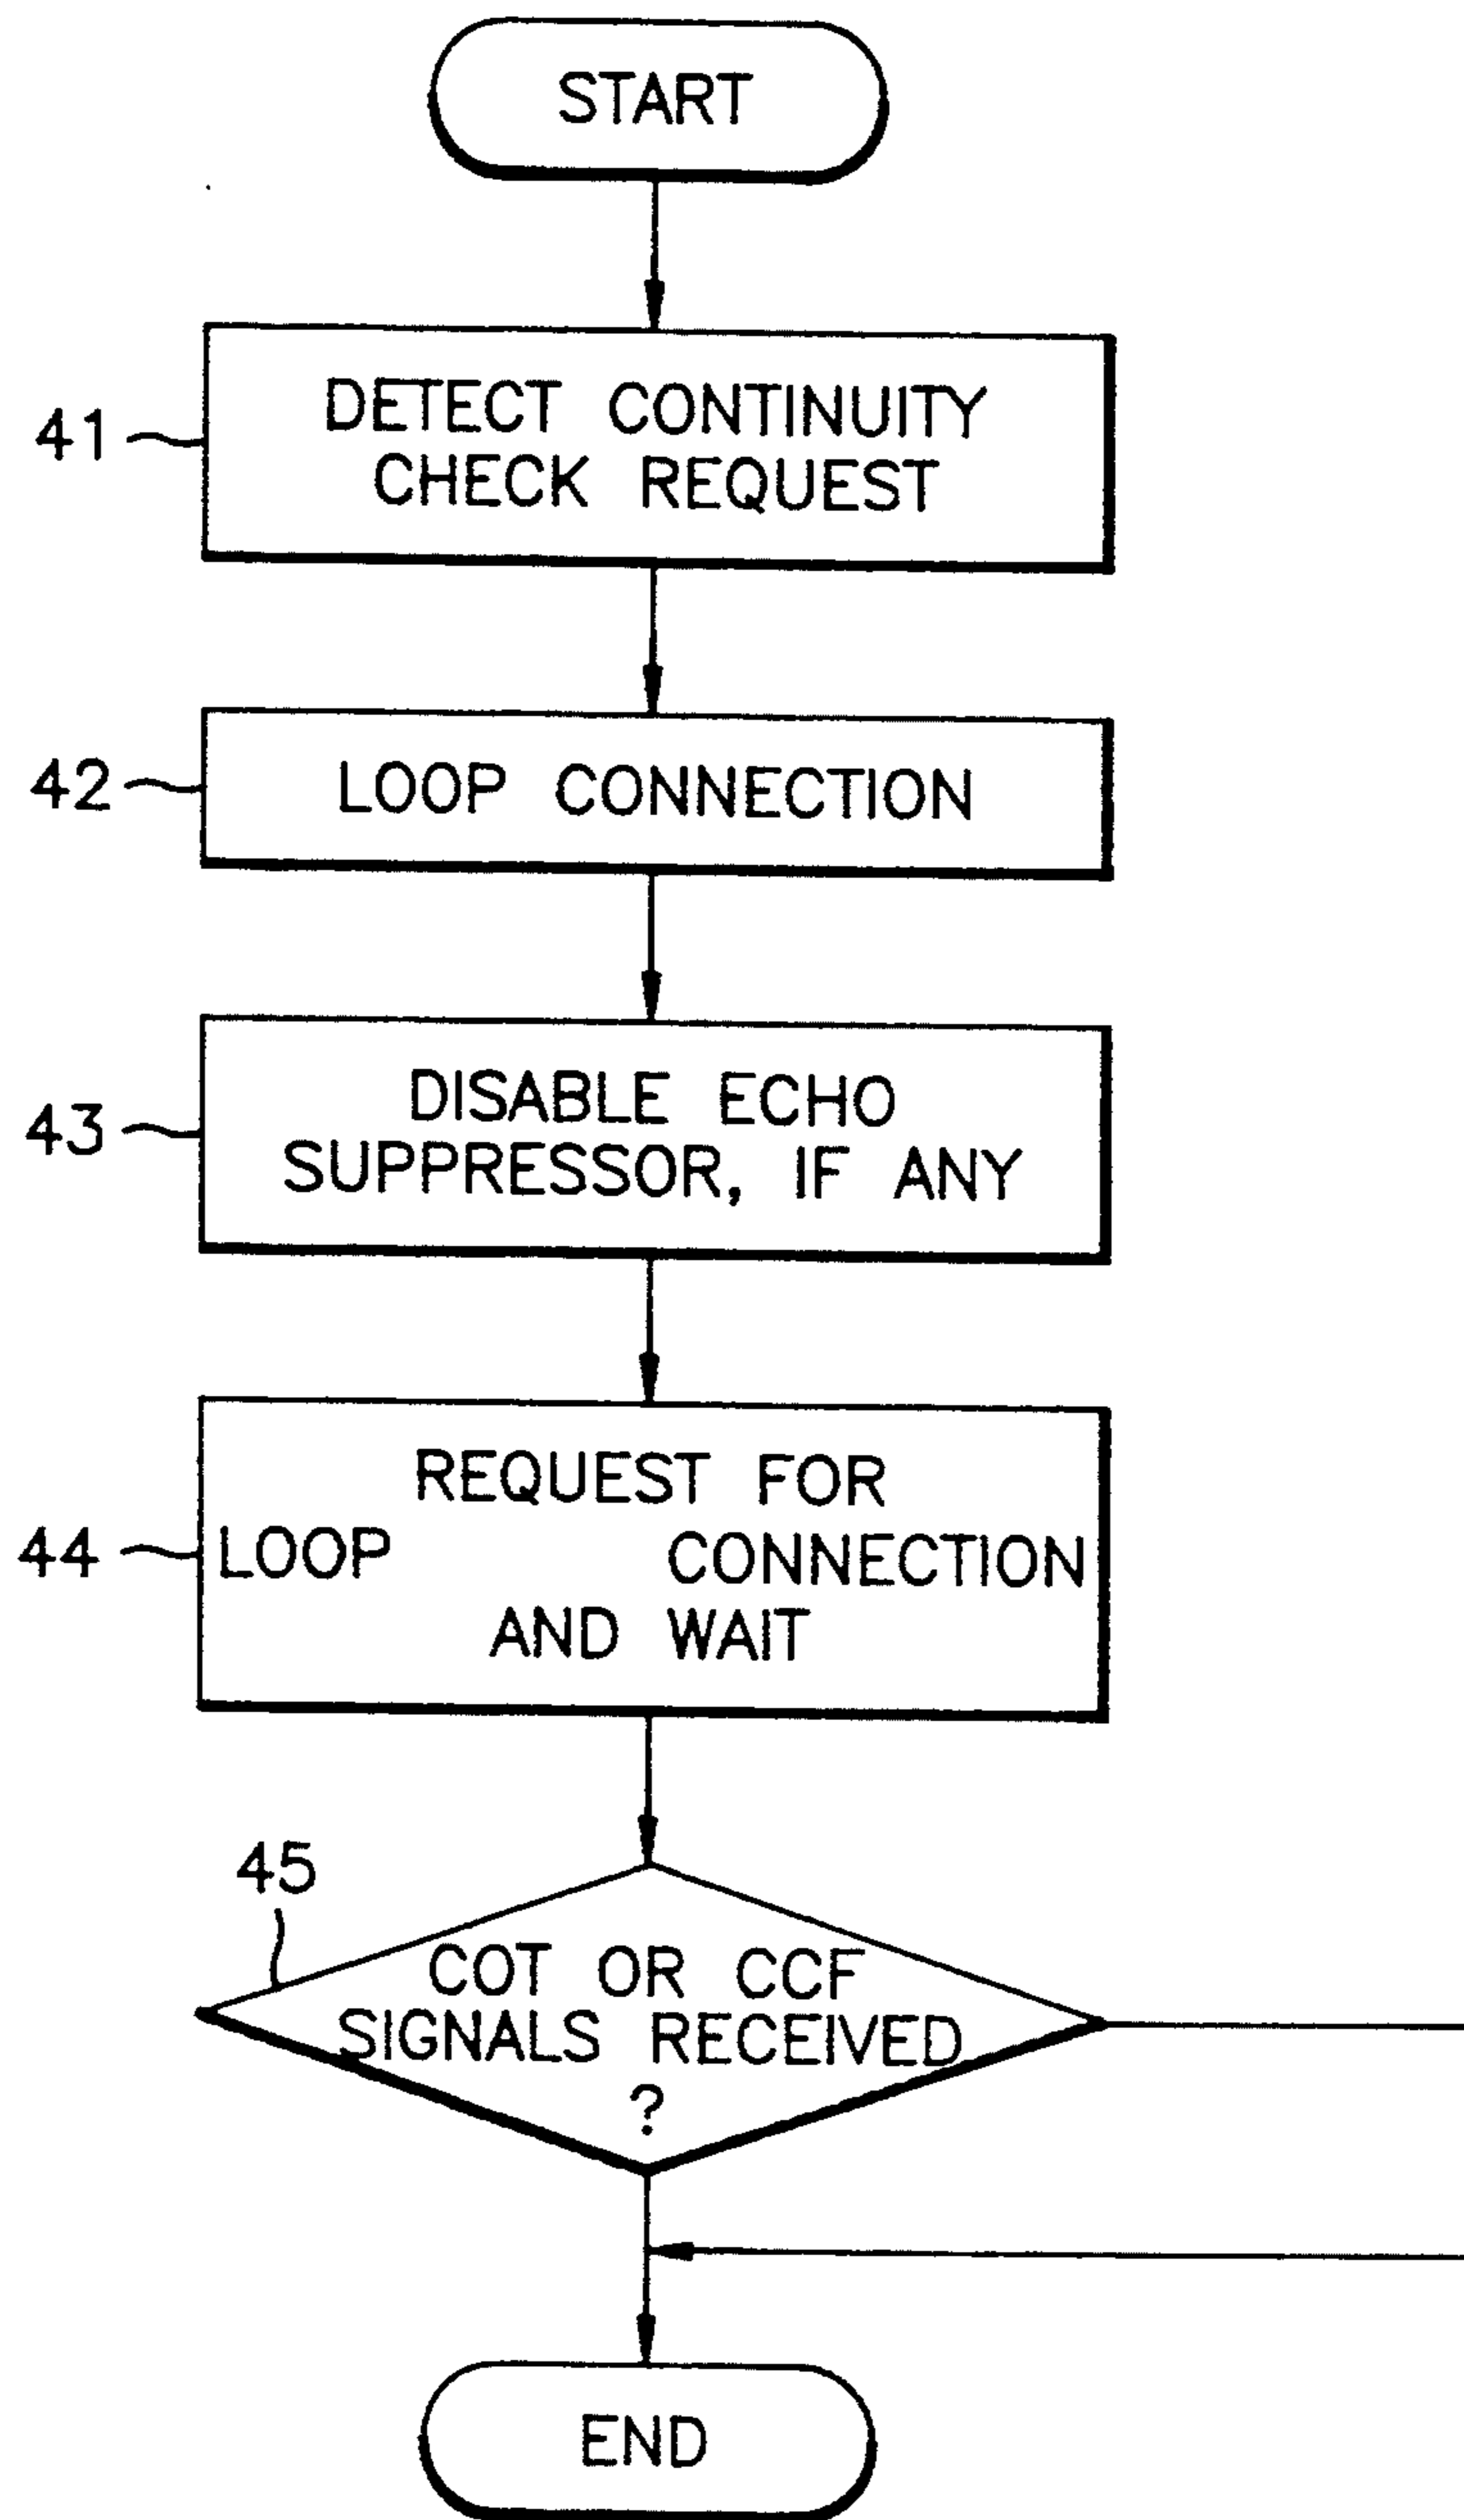 START
41
DETECT CONTINUITY
CHECK REQUEST
42
LOOP CONNECTION
43
DISABLE ECHO
SUPPRESSOR, IF ANY
44
REQUEST FOR
LOOP CONNECTION
AND WAIT
45
COT OR CCF
SIGNALS RECEIVED
?
END